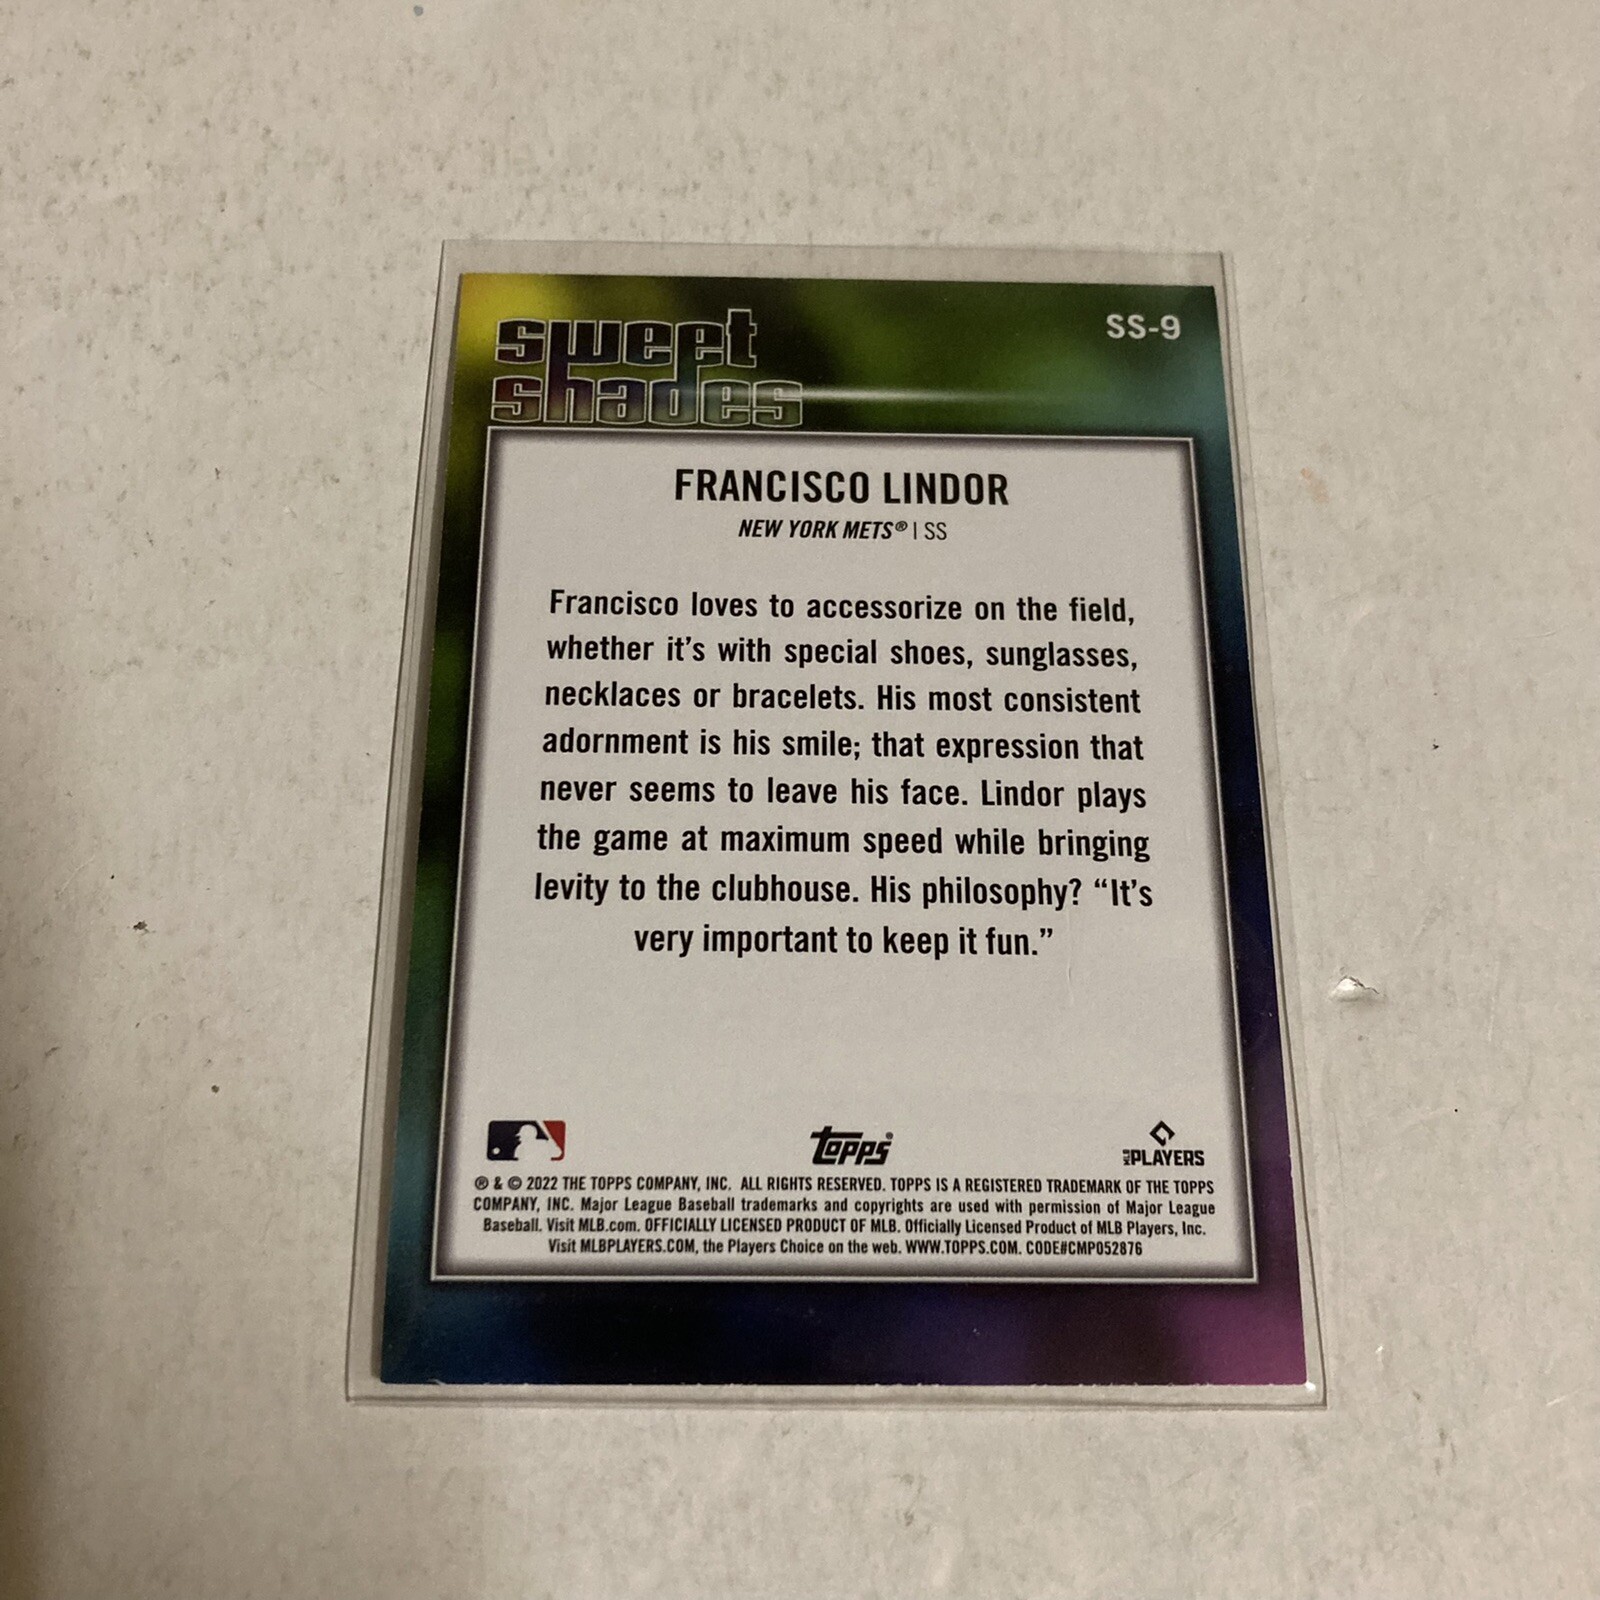 sweet
shades
SS-9
FRANCISCO LINDOR
NEW YORK METS® | SS
Francisco loves to accessorize on the field,
whether it's with special shoes, sunglasses,
necklaces or bracelets. His most consistent
adornment is his smile; that expression that
never seems to leave his face. Lindor plays
the game at maximum speed while bringing
levity to the clubhouse. His philosophy? “It's
very important to keep it fun.”
topps®
MLB PLAYERS
® & © 2022 THE TOPPS COMPANY, INC. ALL RIGHTS RESERVED. TOPPS IS A REGISTERED TRADEMARK OF THE TOPPS
COMPANY, INC. Major League Baseball trademarks and copyrights are used with permission of Major League
Baseball. Visit MLB.com. OFFICIALLY LICENSED PRODUCT OF MLB. Officially Licensed Product of MLB Players, Inc.
Visit MLBPLAYERS.COM, the Players Choice on the web. WWW.TOPPS.COM. CODE#CMP052876